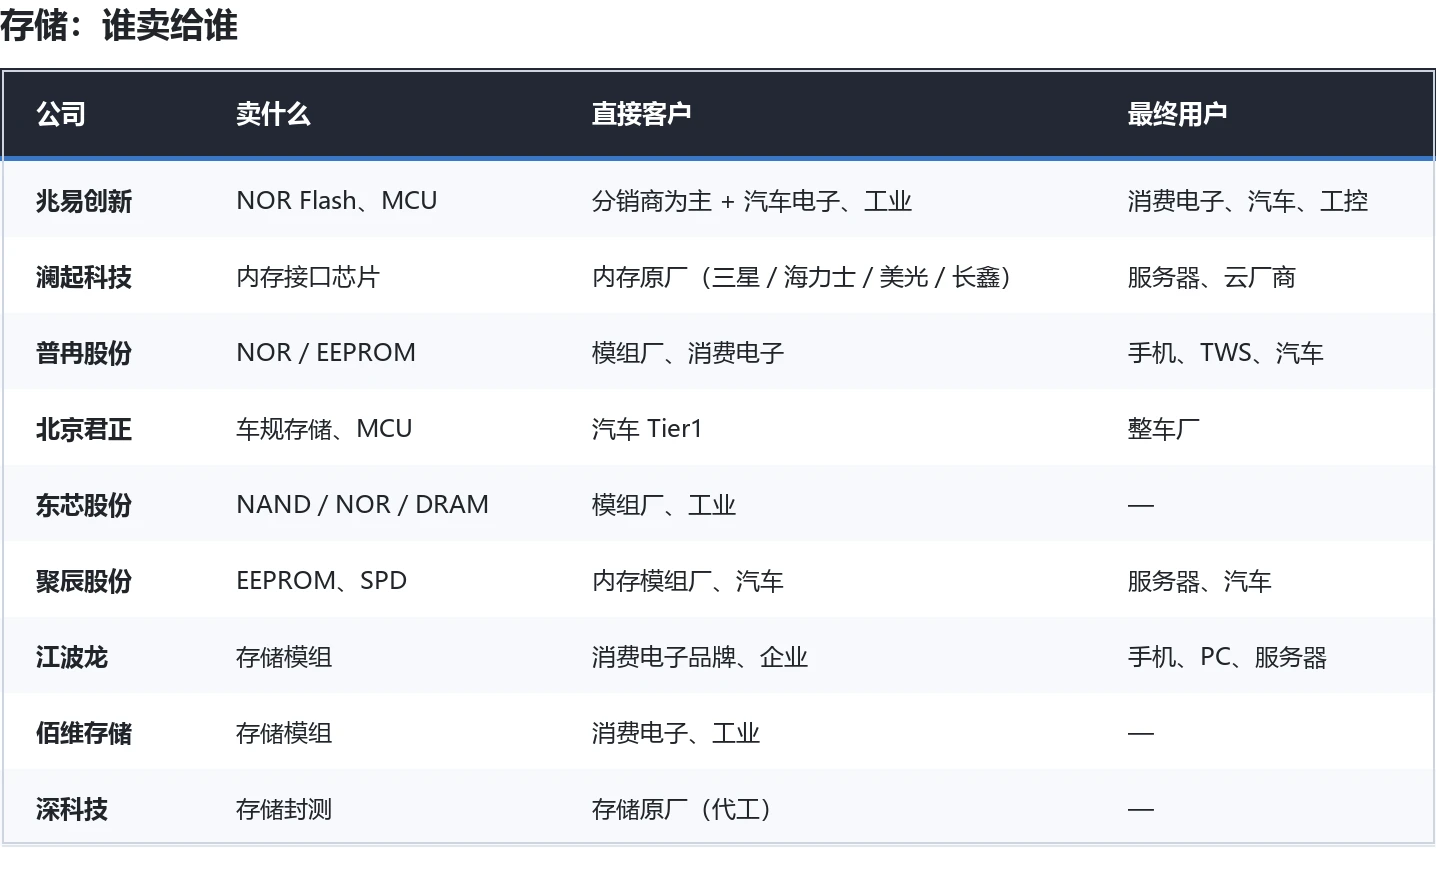 存储：谁卖给谁
公司 卖什么 直接客户 最终用户
兆易创新 NOR Flash、MCU 分销商为主 + 汽车电子、工业 消费电子、汽车、工控
澜起科技 内存接口芯片 内存原厂（三星 / 海力士 / 美光 / 长鑫） 服务器、云厂商
普冉股份 NOR / EEPROM 模组厂、消费电子 手机、TWS、汽车
北京君正 车规存储、MCU 汽车 Tier1 整车厂
东芯股份 NAND / NOR / DRAM 模组厂、工业 —
聚辰股份 EEPROM、SPD 内存模组厂、汽车 服务器、汽车
江波龙 存储模组 消费电子品牌、企业 手机、PC、服务器
佰维存储 存储模组 消费电子、工业 —
深科技 存储封测 存储原厂（代工） —